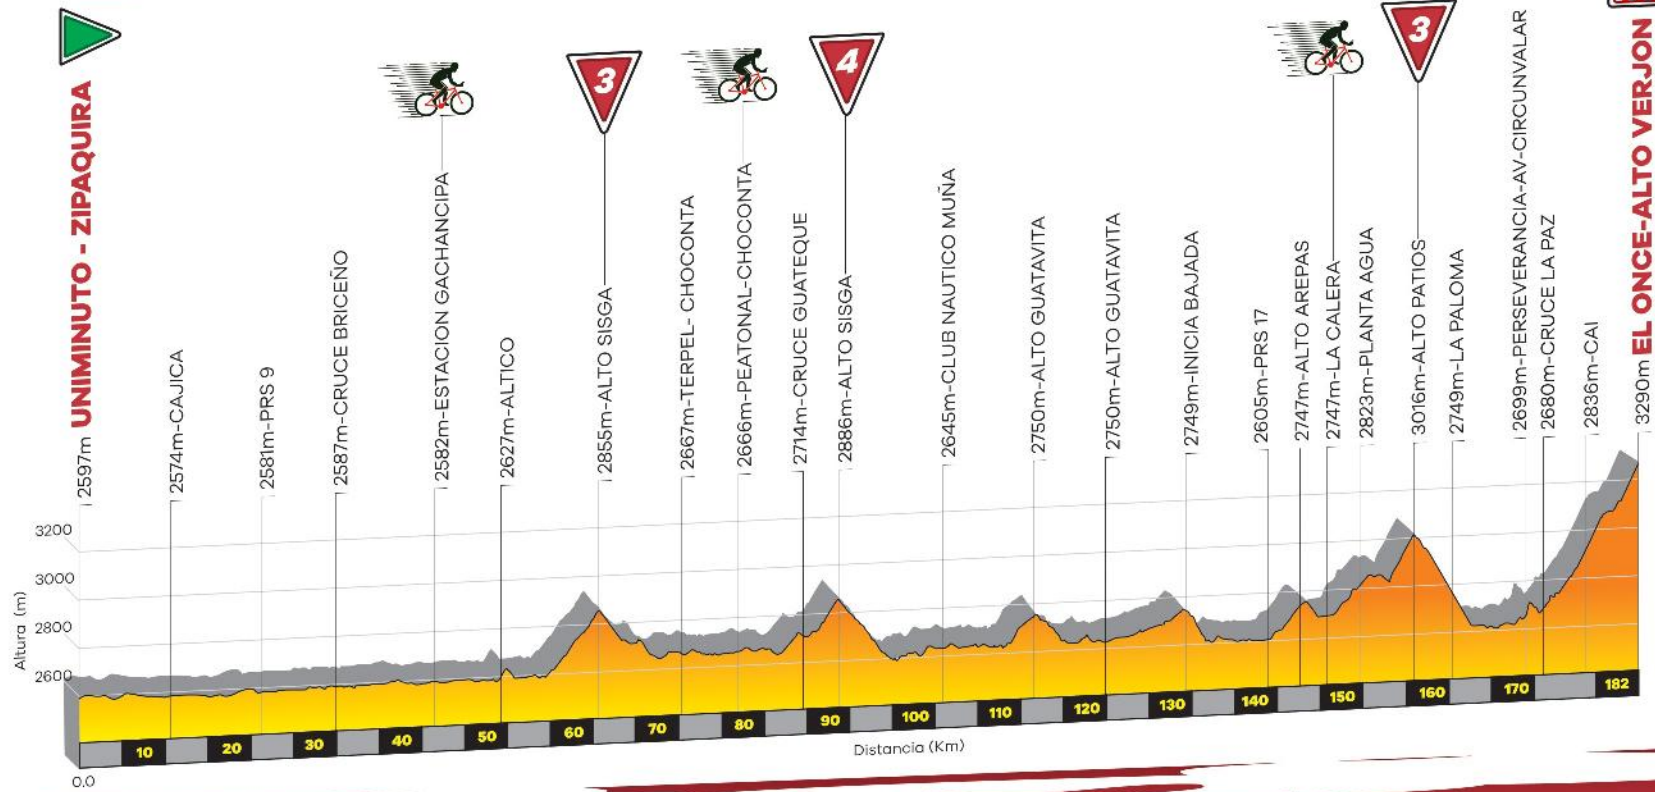 2597m UNIMINUTO - ZIPAQUIRA
2574m-CAJICA
2581m-PRS 9
2587m-CRUCE BRICEÑO
2582m-ESTACION GACHANCIPA
2627m-ALTICO
3
2855m-ALTO SISGA
2667m-TERPEL- CHOCONTA
2666m-PEATONAL-CHOCONTA
2714m-CRUCE GUATEQUE
4
2886m-ALTO SISGA
2645m-CLUB NAUTICO MUÑA
2750m-ALTO GUATAVITA
2750m-ALTO GUATAVITA
2749m-INICIA BAJADA
2605m-PRS 17
2747m-ALTO AREPAS
2747m-LA CALERA
2823m-PLANTA AGUA
3
3016m-ALTO PATIOS
2749m-LA PALOMA
2699m-PERSEVERANCIA-AV-CIRCUNVALAR
2680m-CRUCE LA PAZ
2836m-CAI
3290m EL ONCE-ALTO VERJON
Altura (m)
3200
3000
2800
2600
10 20 30 40 50 60 70 80 90 100 110 120 130 140 150 160 170 182
0.0
Distancia (Km)